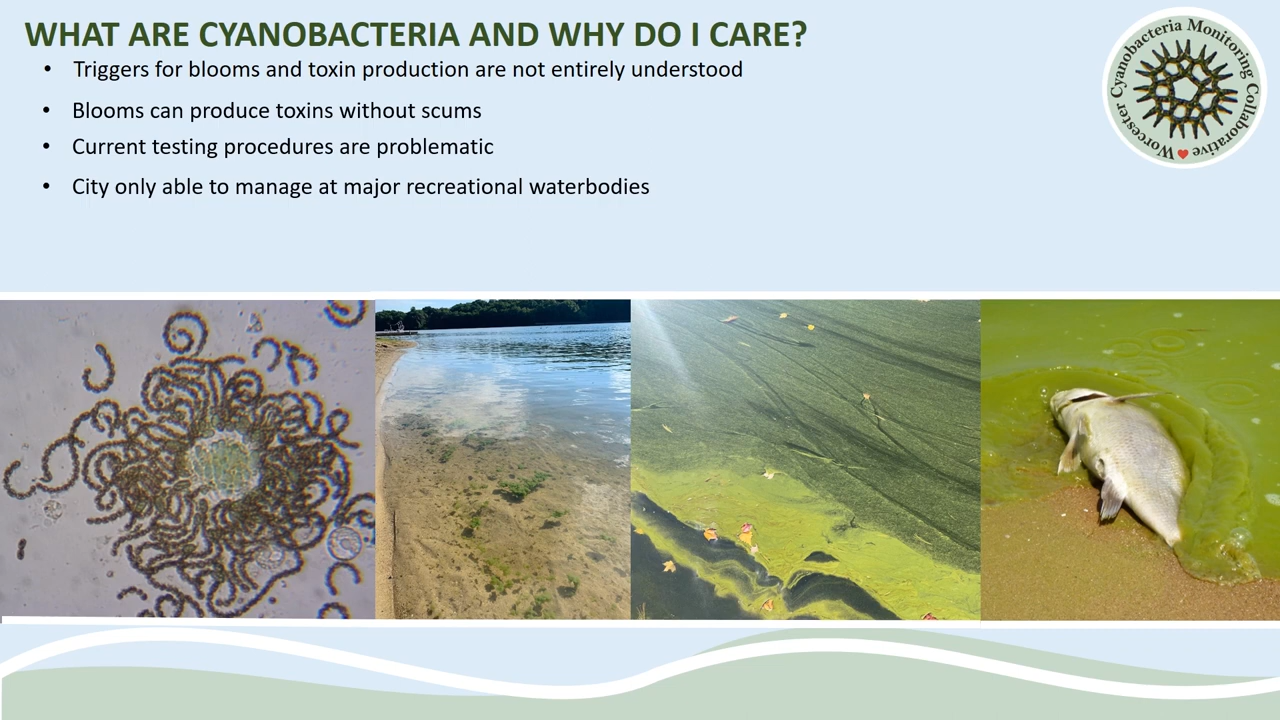 WHAT ARE CYANOBACTERIA AND WHY DO I CARE?
• Triggers for blooms and toxin production are not entirely understood
• Blooms can produce toxins without scums
• Current testing procedures are problematic
• City only able to manage at major recreational waterbodies
Worcester Cyanobacteria Monitoring Collaborative